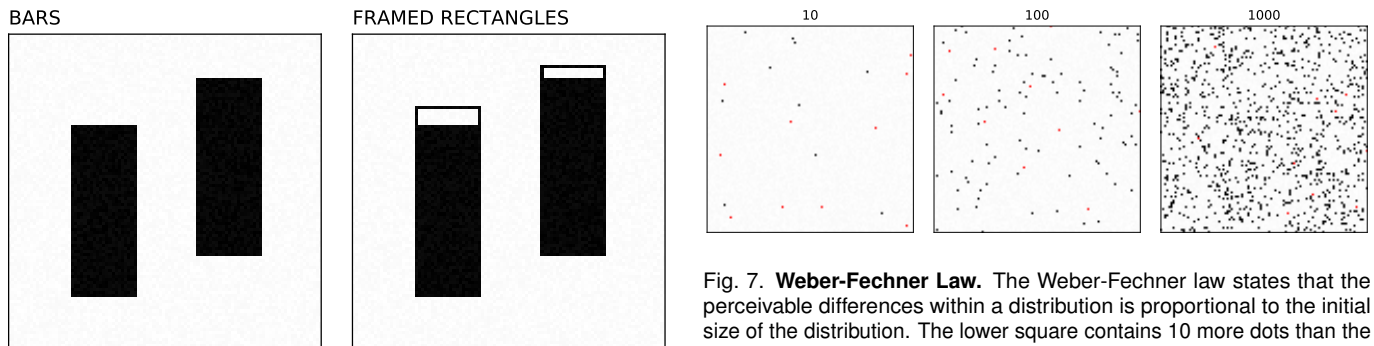 BARS
FRAMED RECTANGLES
10
100
1000
Fig. 7. Weber-Fechner Law. The Weber-Fechner law states that the
perceivable differences within a distribution is proportional to the initial
size of the distribution. The lower square contains 10 more dots than the